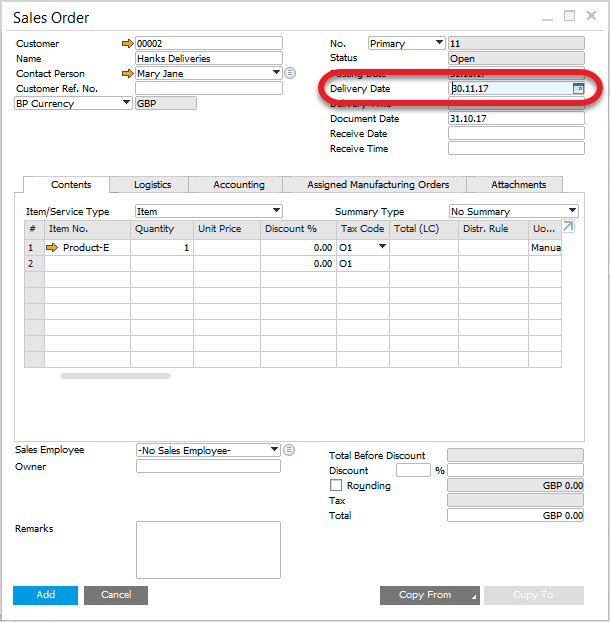 Sales Order
Customer 00002
Name Hanks Deliveries
Contact Person Mary Jane
Customer Ref. No.
BP Currency GBP
No. Primary 11
Status Open
Posting Date 31.10.17
Delivery Date 30.11.17
Delivery Time
Document Date 31.10.17
Receive Date
Receive Time
Contents Logistics Accounting Assigned Manufacturing Orders Attachments
Item/Service Type Item Summary Type No Summary
# Item No. Quantity Unit Price Discount % Tax Code Total (LC) Distr. Rule Uo...
1 Product-E 1 0.00 O1 Manua
2 0.00 O1
Sales Employee -No Sales Employee-
Owner
Remarks
Total Before Discount
Discount %
Rounding GBP 0.00
Tax
Total GBP 0.00
Add Cancel Copy From Copy To